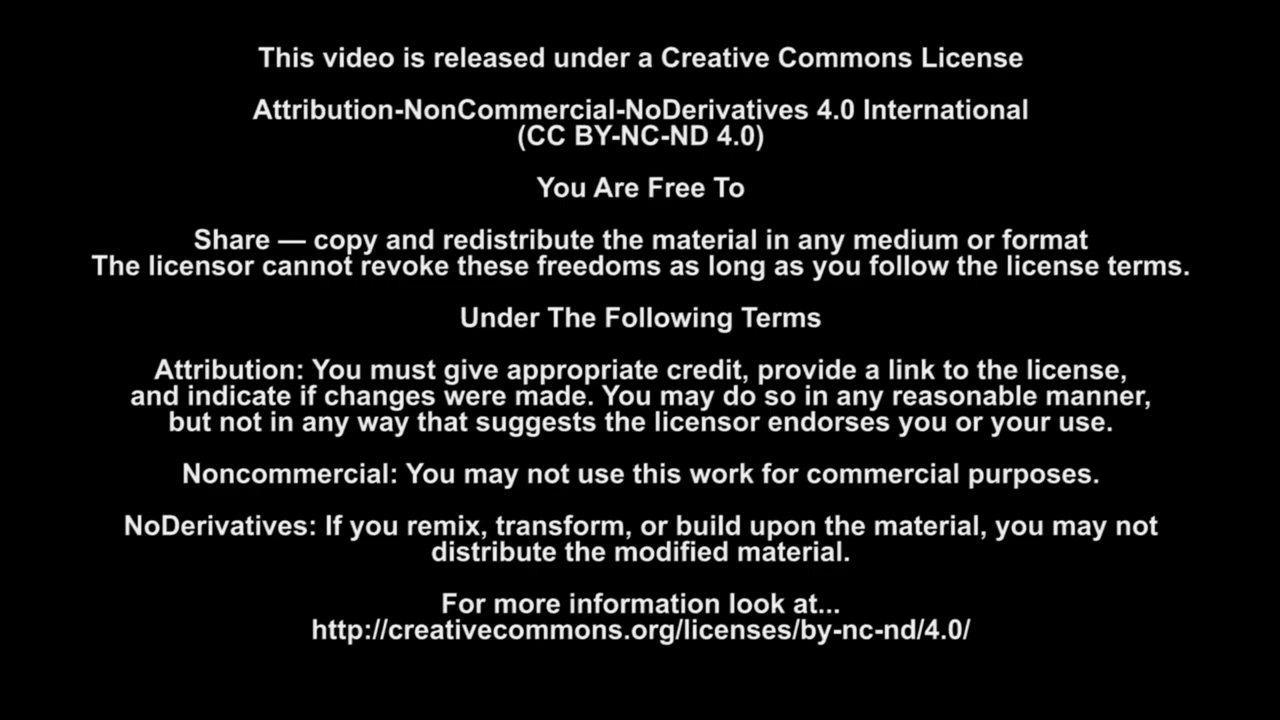 This video is released under a Creative Commons License
Attribution-NonCommercial-NoDerivatives 4.0 International
(CC BY-NC-ND 4.0)
You Are Free To
Share — copy and redistribute the material in any medium or format
The licensor cannot revoke these freedoms as long as you follow the license terms.
Under The Following Terms
Attribution: You must give appropriate credit, provide a link to the license,
and indicate if changes were made. You may do so in any reasonable manner,
but not in any way that suggests the licensor endorses you or your use.
Noncommercial: You may not use this work for commercial purposes.
NoDerivatives: If you remix, transform, or build upon the material, you may not
distribute the modified material.
For more information look at...
http://creativecommons.org/licenses/by-nc-nd/4.0/